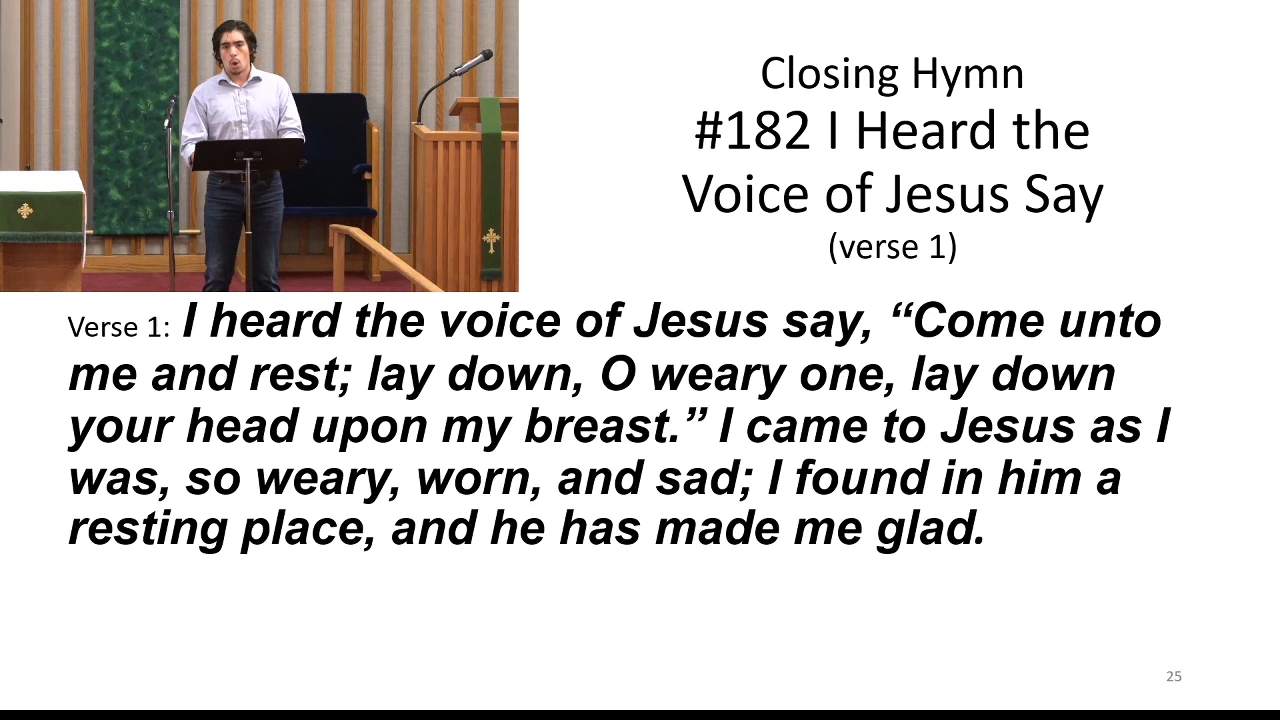 Closing Hymn
#182 I Heard the
Voice of Jesus Say
(verse 1)
Verse 1: I heard the voice of Jesus say, “Come unto
me and rest; lay down, O weary one, lay down
your head upon my breast.” I came to Jesus as I
was, so weary, worn, and sad; I found in him a
resting place, and he has made me glad.
25